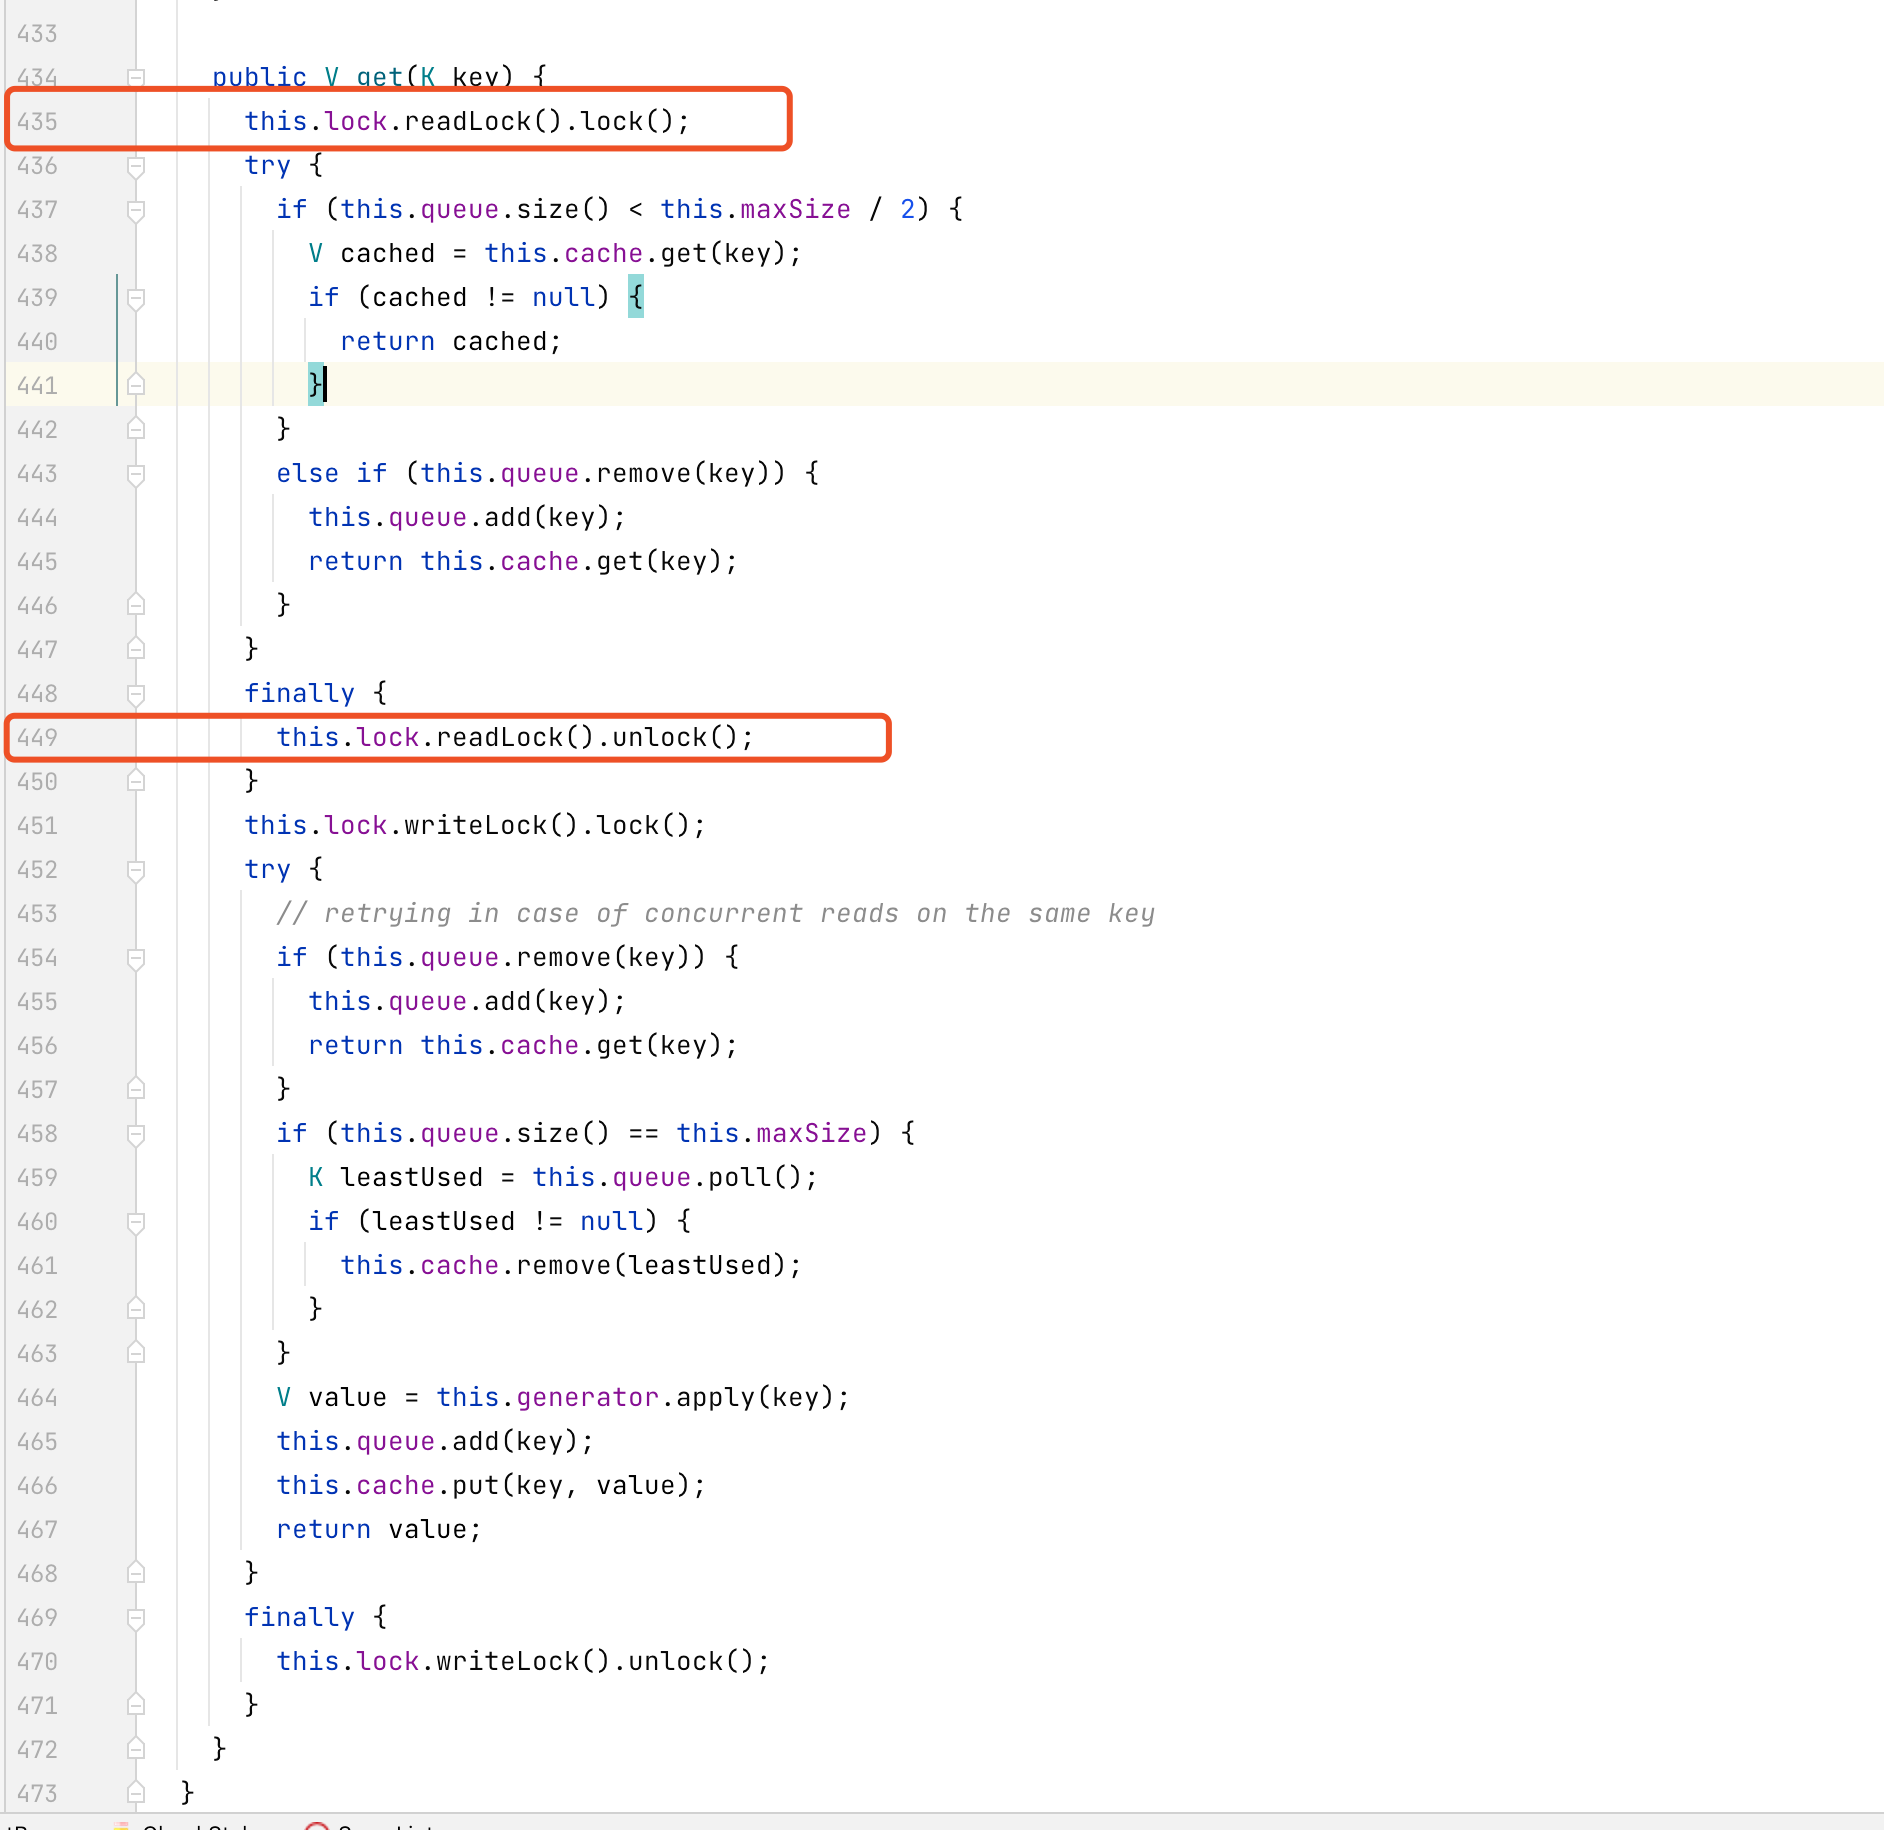 433
434 public V get(K key) {
435 this.lock.readLock().lock();
436 try {
437 if (this.queue.size() < this.maxSize / 2) {
438 V cached = this.cache.get(key);
439 if (cached != null) {
440 return cached;
441 }
442 }
443 else if (this.queue.remove(key)) {
444 this.queue.add(key);
445 return this.cache.get(key);
446 }
447 }
448 finally {
449 this.lock.readLock().unlock();
450 }
451 this.lock.writeLock().lock();
452 try {
453 // retrying in case of concurrent reads on the same key
454 if (this.queue.remove(key)) {
455 this.queue.add(key);
456 return this.cache.get(key);
457 }
458 if (this.queue.size() == this.maxSize) {
459 K leastUsed = this.queue.poll();
460 if (leastUsed != null) {
461 this.cache.remove(leastUsed);
462 }
463 }
464 V value = this.generator.apply(key);
465 this.queue.add(key);
466 this.cache.put(key, value);
467 return value;
468 }
469 finally {
470 this.lock.writeLock().unlock();
471 }
472 }
473 }